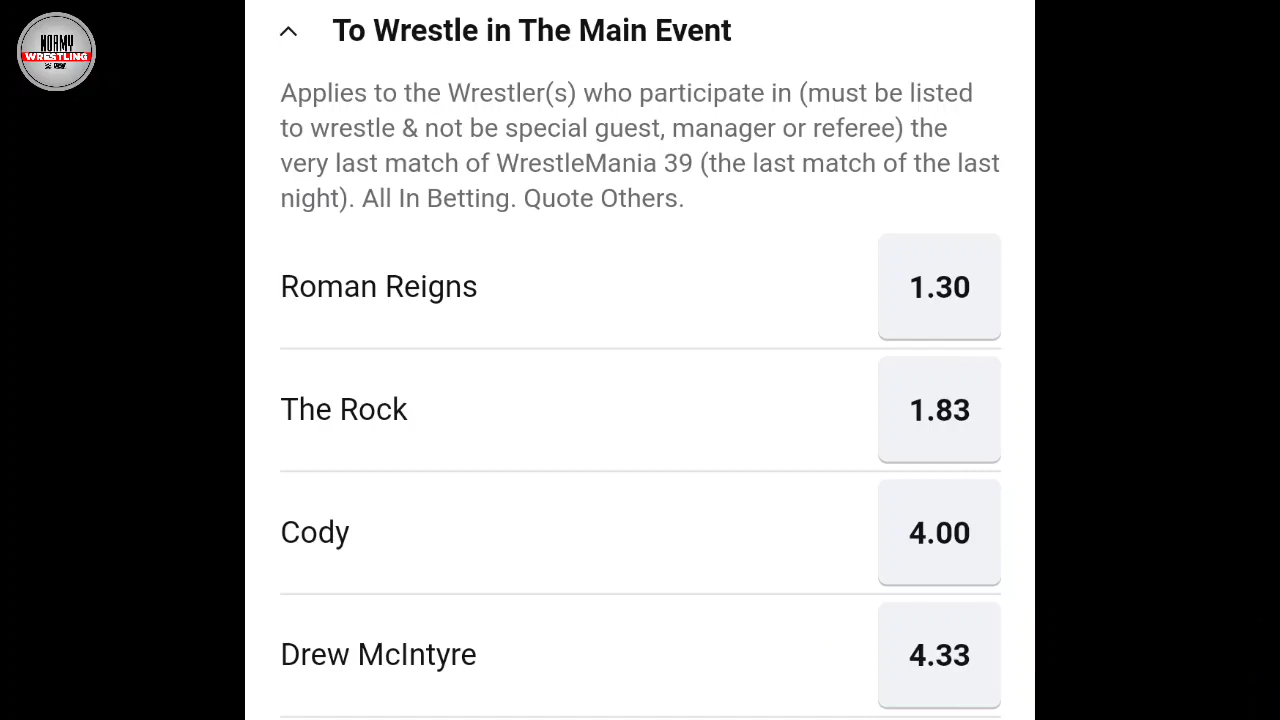 NORMY
WRESTLING
To Wrestle in The Main Event
Applies to the Wrestler(s) who participate in (must be listed
to wrestle & not be special guest, manager or referee) the
very last match of WrestleMania 39 (the last match of the last
night). All In Betting. Quote Others.
Roman Reigns 1.30
The Rock 1.83
Cody 4.00
Drew McIntyre 4.33